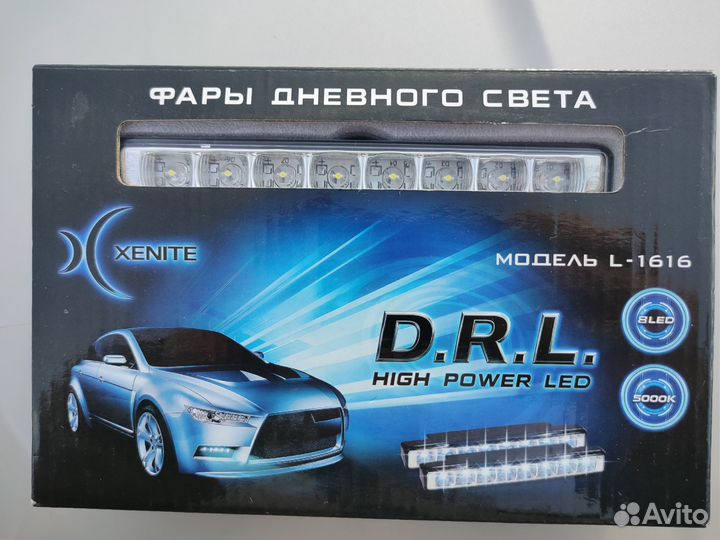 ФАРЫ ДНЕВНОГО СВЕТА
XENITE
МОДЕЛЬ L-1616
8LED
D.R.L.
HIGH POWER LED
5000K
Avito